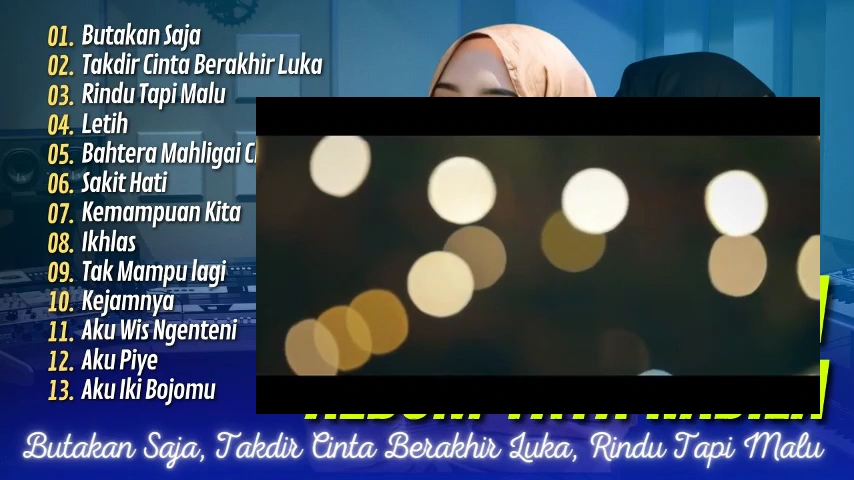 01. Butakan Saja
02. Takdir Cinta Berakhir Luka
03. Rindu Tapi Malu
04. Letih
05. Bahtera Mahligai
06. Sakit Hati
07. Kemampuan Kita
08. Ikhlas
09. Tak Mampu lagi
10. Kejamnya
11. Aku Wis Ngenteni
12. Aku Piye
13. Aku Iki Bojomu
Butakan Saja, Takdir Cinta Berakhir Luka, Rindu Tapi Malu